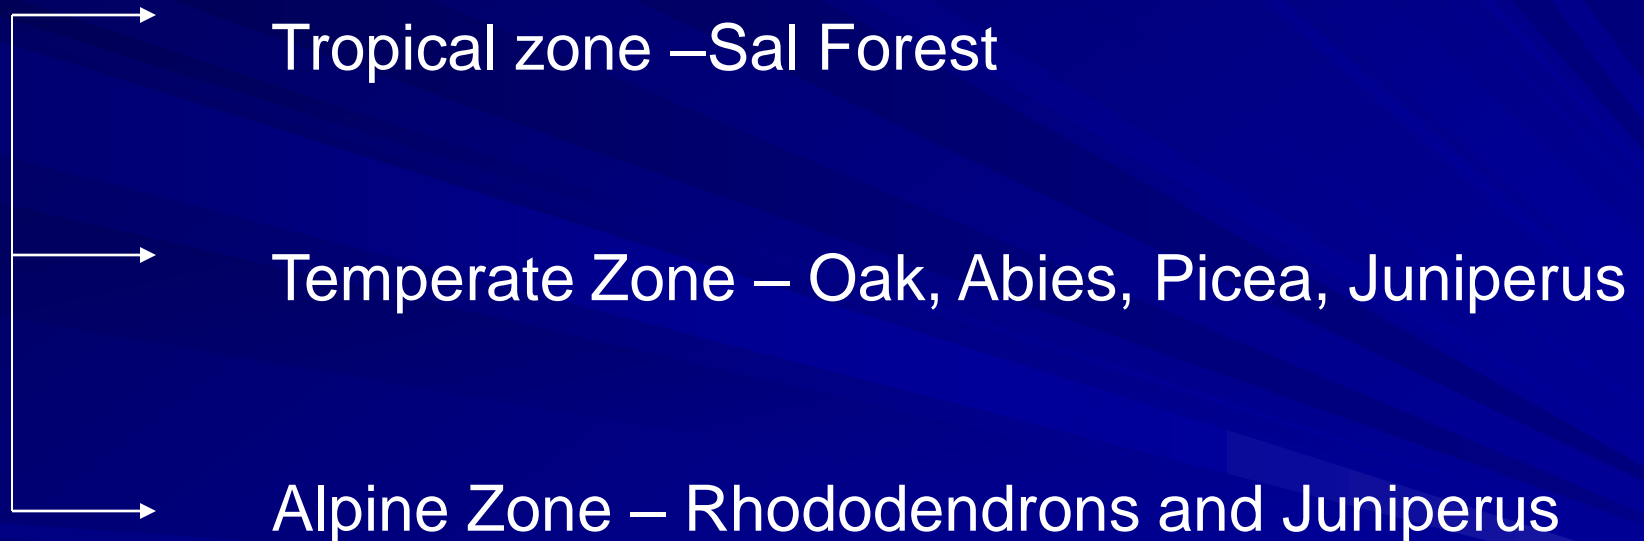 Tropical zone –Sal Forest
Temperate Zone – Oak, Abies, Picea, Juniperus
Alpine Zone – Rhododendrons and Juniperus